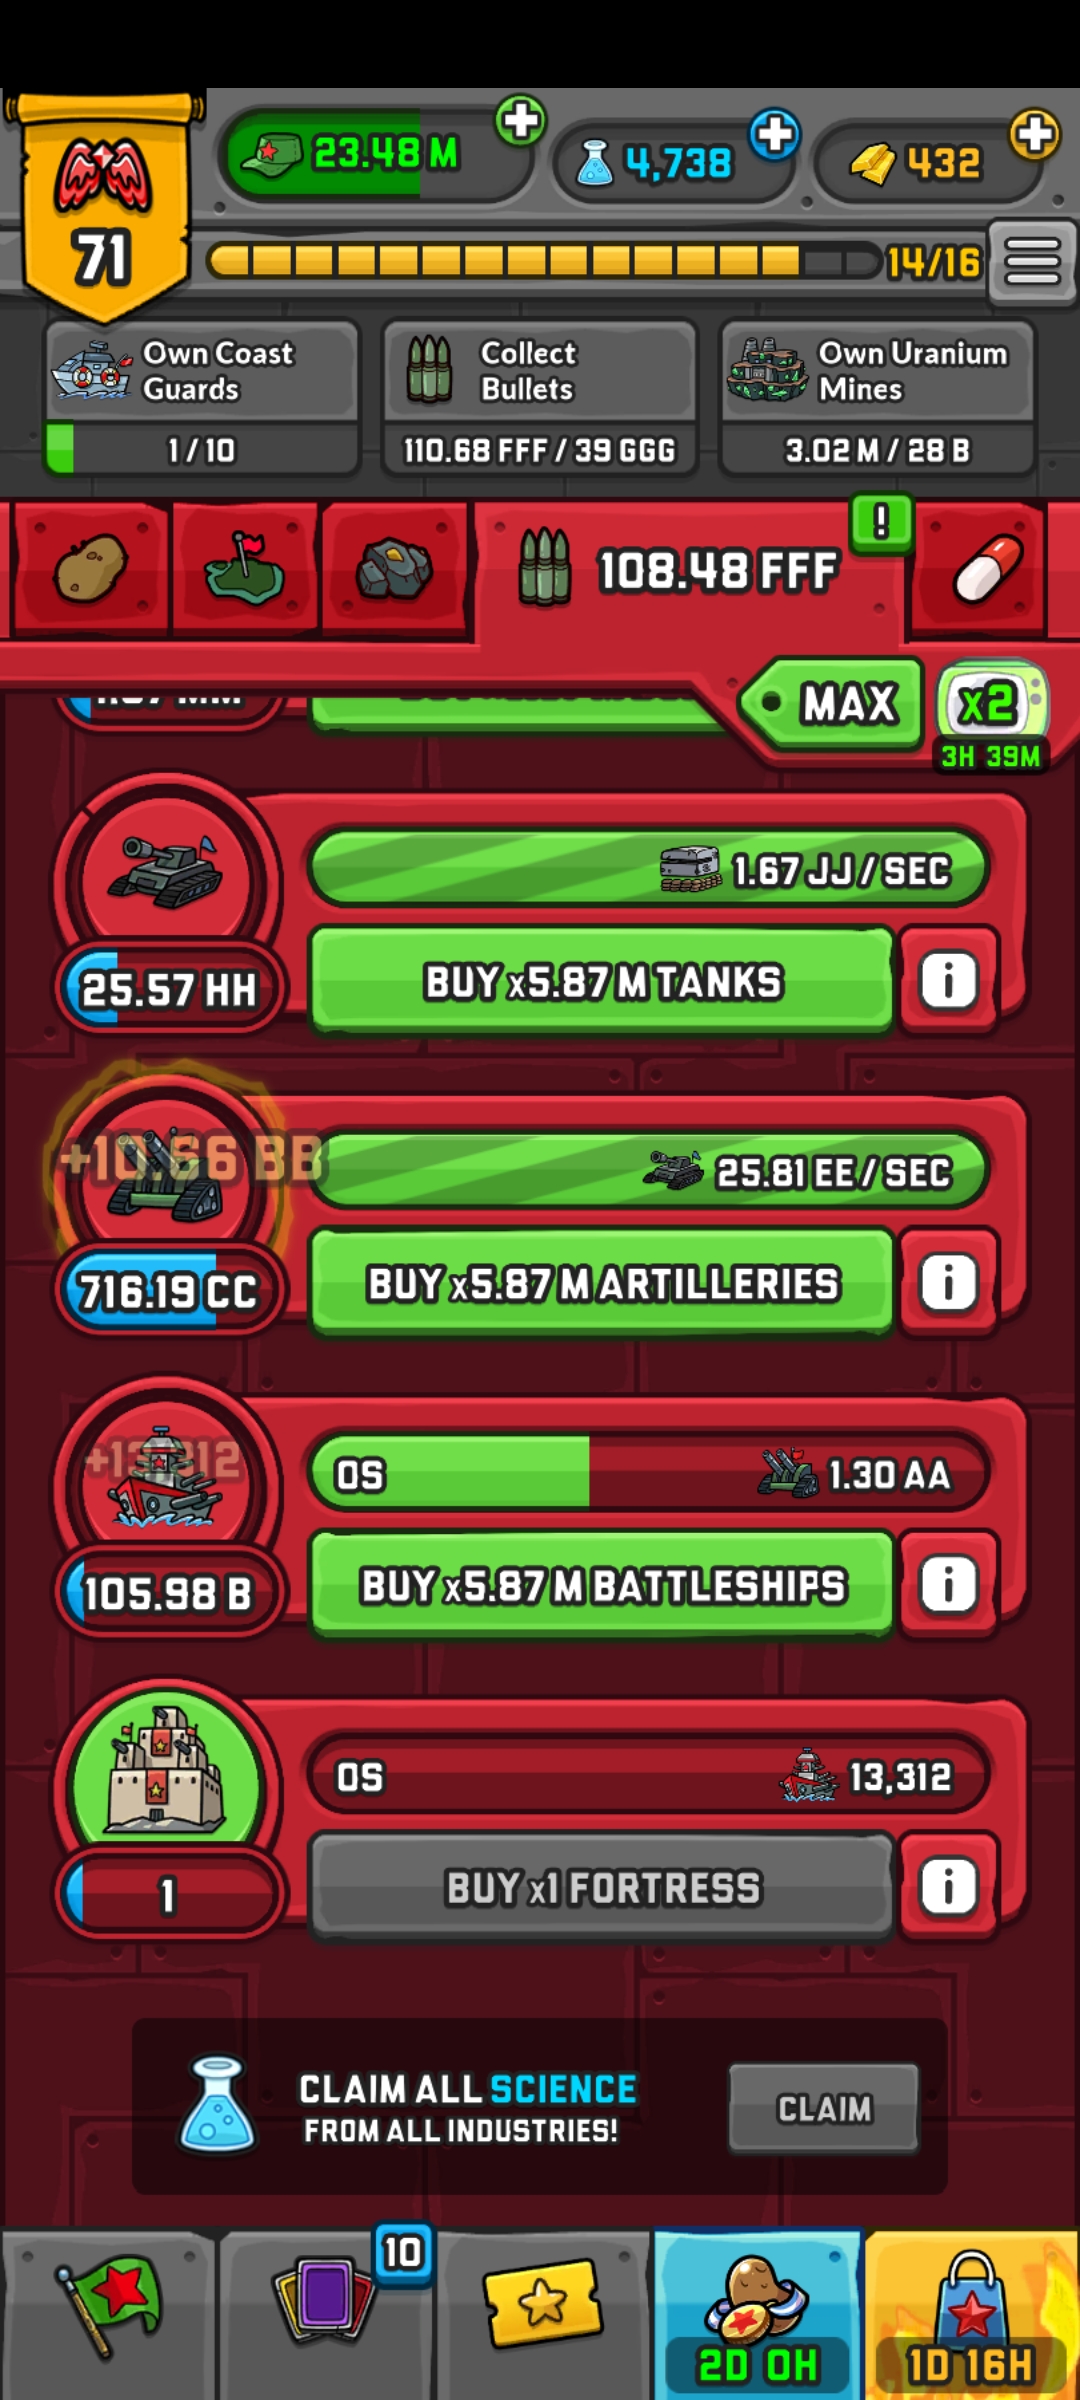 23.48 M
4,738
432
71
14/16
Own Coast
Guards
1 / 10
Collect
Bullets
110.68 FFF / 39 GGG
Own Uranium
Mines
3.02 M / 28 B
108.48 FFF
!
MAX
x2
3H 39M
1.67 JJ / SEC
25.57 HH
BUY x5.87 M TANKS
i
25.81 EE / SEC
716.19 CC
BUY x5.87 M ARTILLERIES
i
0S
1.30 AA
105.98 B
BUY x5.87 M BATTLESHIPS
i
0S
13,312
1
BUY x1 FORTRESS
i
CLAIM ALL SCIENCE
FROM ALL INDUSTRIES!
CLAIM
10
2D 0H
1D 16H